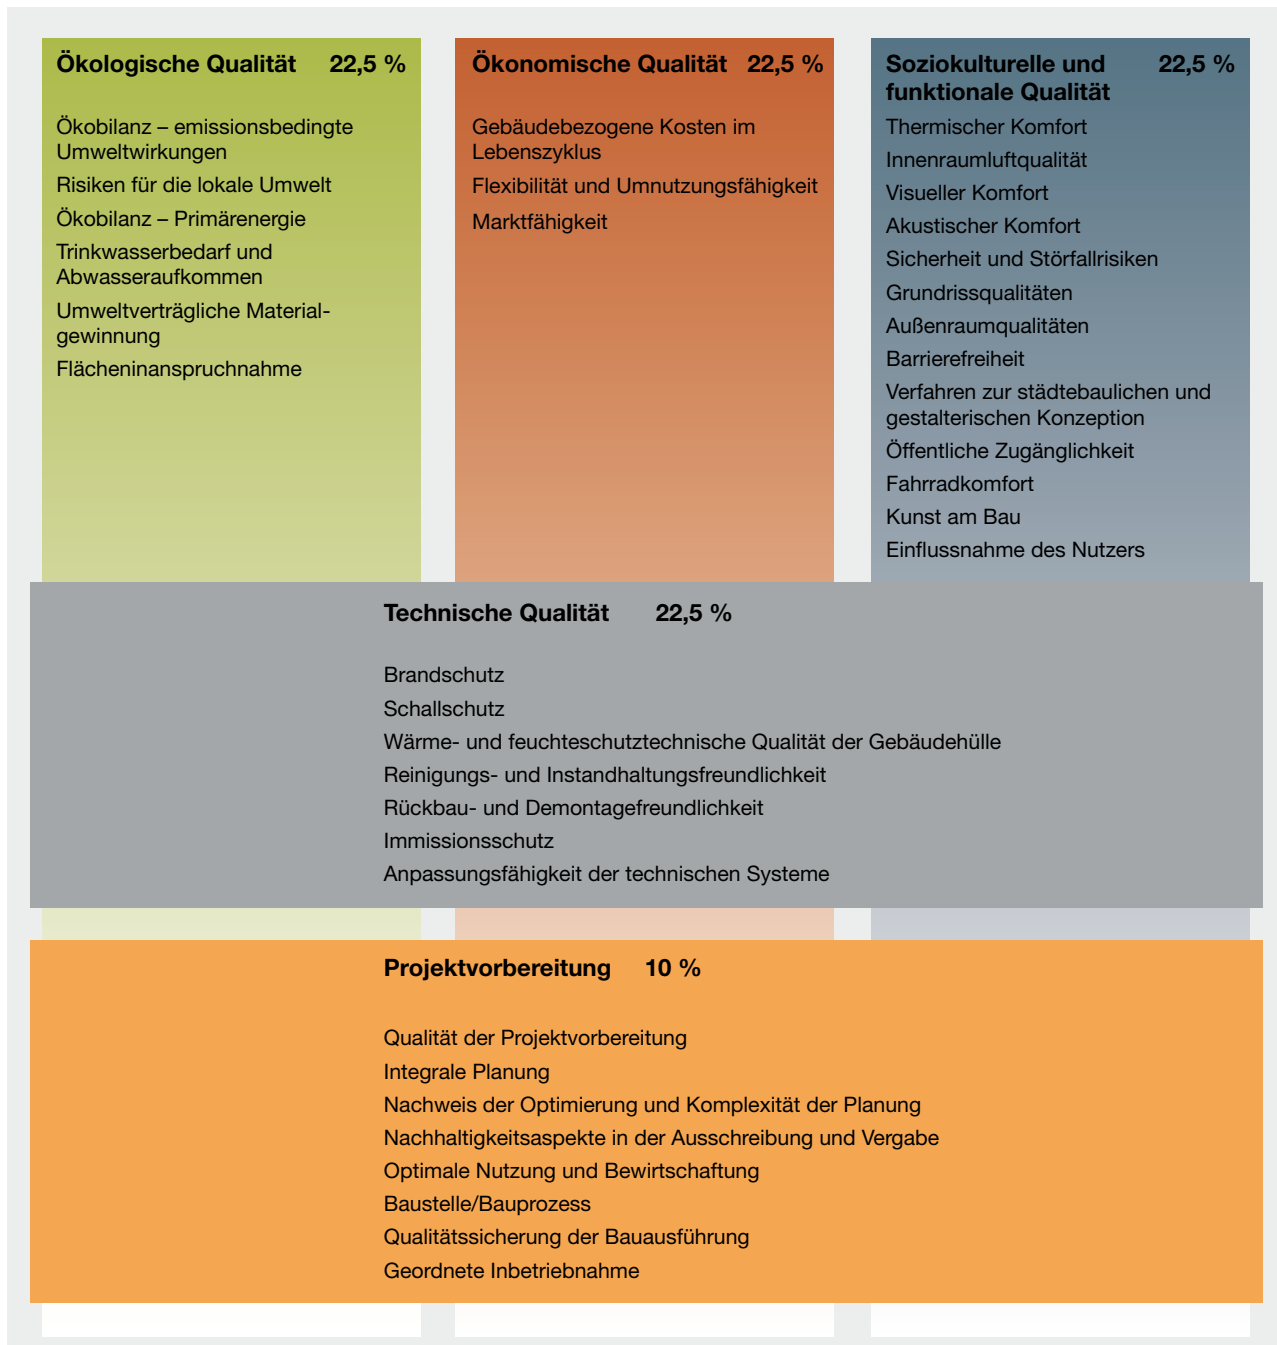 Ökologische Qualität 22,5 %
Ökobilanz – emissionsbedingte
Umweltwirkungen
Risiken für die lokale Umwelt
Ökobilanz – Primärenergie
Trinkwasserbedarf und
Abwasseraufkommen
Umweltverträgliche Material-
gewinnung
Flächeninanspruchnahme
Ökonomische Qualität 22,5 %
Gebäudebezogene Kosten im
Lebenszyklus
Flexibilität und Umnutzungsfähigkeit
Marktfähigkeit
Soziokulturelle und 22,5 %
funktionale Qualität
Thermischer Komfort
Innenraumluftqualität
Visueller Komfort
Akustischer Komfort
Sicherheit und Störfallrisiken
Grundrissqualitäten
Außenraumqualitäten
Barrierefreiheit
Verfahren zur städtebaulichen und
gestalterischen Konzeption
Öffentliche Zugänglichkeit
Fahrradkomfort
Kunst am Bau
Einflussnahme des Nutzers
Technische Qualität 22,5 %
Brandschutz
Schallschutz
Wärme- und feuchteschutztechnische Qualität der Gebäudehülle
Reinigungs- und Instandhaltungsfreundlichkeit
Rückbau- und Demontagefreundlichkeit
Immissionsschutz
Anpassungsfähigkeit der technischen Systeme
Projektvorbereitung 10 %
Qualität der Projektvorbereitung
Integrale Planung
Nachweis der Optimierung und Komplexität der Planung
Nachhaltigkeitsaspekte in der Ausschreibung und Vergabe
Optimale Nutzung und Bewirtschaftung
Baustelle/Bauprozess
Qualitätssicherung der Bauausführung
Geordnete Inbetriebnahme